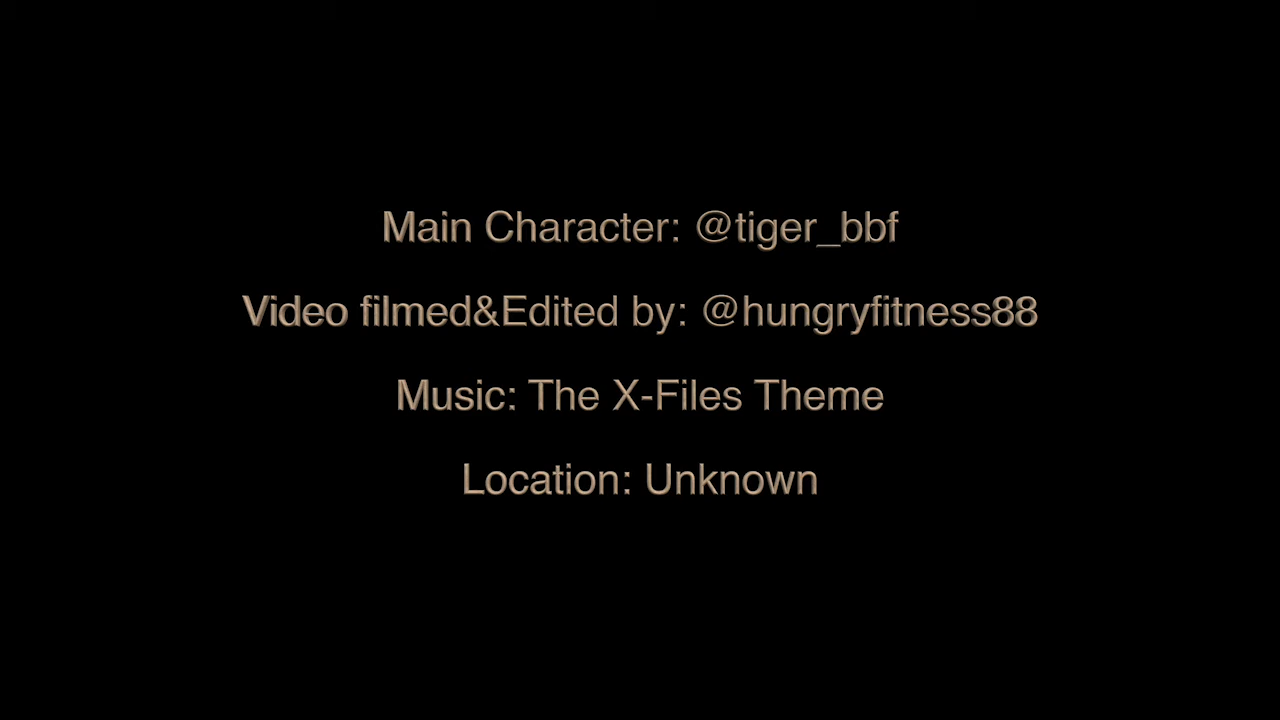 Main Character: @tiger_bbf
Video filmed&Edited by: @hungryfitness88
Music: The X-Files Theme
Location: Unknown